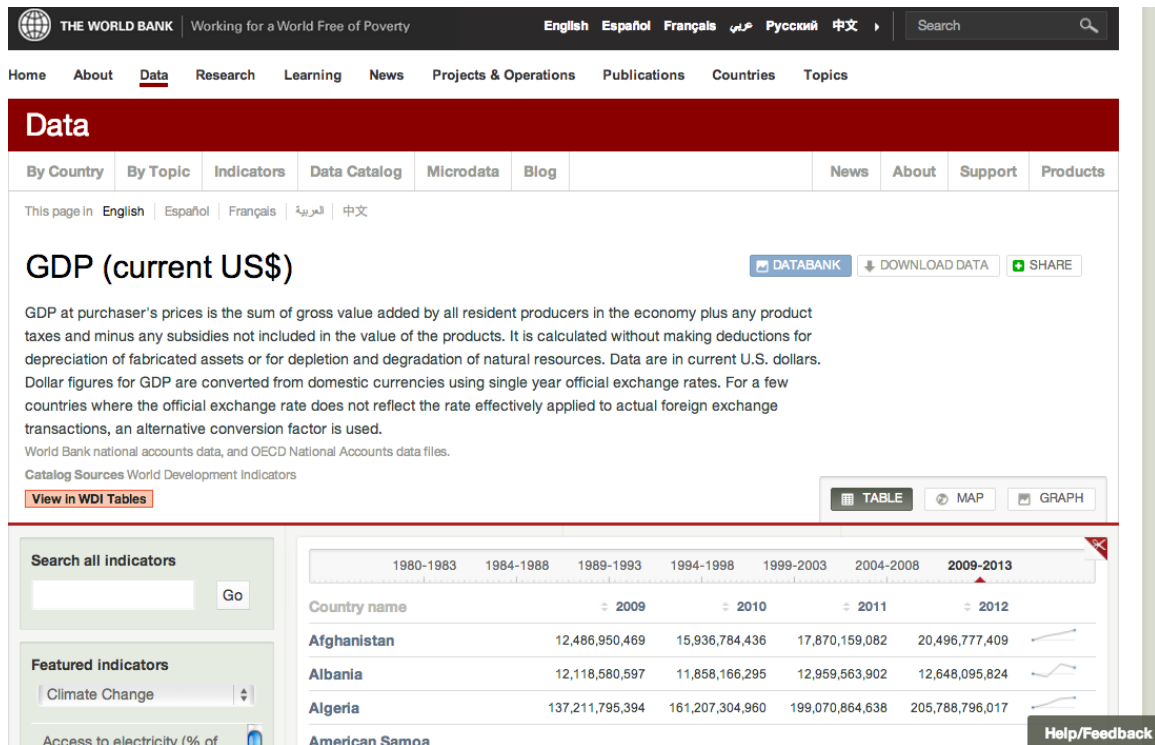 THE WORLD BANK Working for a World Free of Poverty English Español Français عربي Русский 中文 Search
Home About Data Research Learning News Projects & Operations Publications Countries Topics
Data
By Country By Topic Indicators Data Catalog Microdata Blog News About Support Products
This page in English Español Français العربية 中文
GDP (current US$) DATABANK DOWNLOAD DATA SHARE
GDP at purchaser's prices is the sum of gross value added by all resident producers in the economy plus any product
taxes and minus any subsidies not included in the value of the products. It is calculated without making deductions for
depreciation of fabricated assets or for depletion and degradation of natural resources. Data are in current U.S. dollars.
Dollar figures for GDP are converted from domestic currencies using single year official exchange rates. For a few
countries where the official exchange rate does not reflect the rate effectively applied to actual foreign exchange
transactions, an alternative conversion factor is used.
World Bank national accounts data, and OECD National Accounts data files.
Catalog Sources World Development Indicators
View in WDI Tables
TABLE MAP GRAPH
Search all indicators
Go
Featured indicators
Climate Change
Access to electricity (% of
1980-1983 1984-1988 1989-1993 1994-1998 1999-2003 2004-2008 2009-2013
Country name 2009 2010 2011 2012
Afghanistan 12,486,950,469 15,936,784,436 17,870,159,082 20,496,777,409
Albania 12,118,580,597 11,858,166,295 12,959,563,902 12,648,095,824
Algeria 137,211,795,394 161,207,304,960 199,070,864,638 205,788,796,017
American Samoa
Help/Feedback